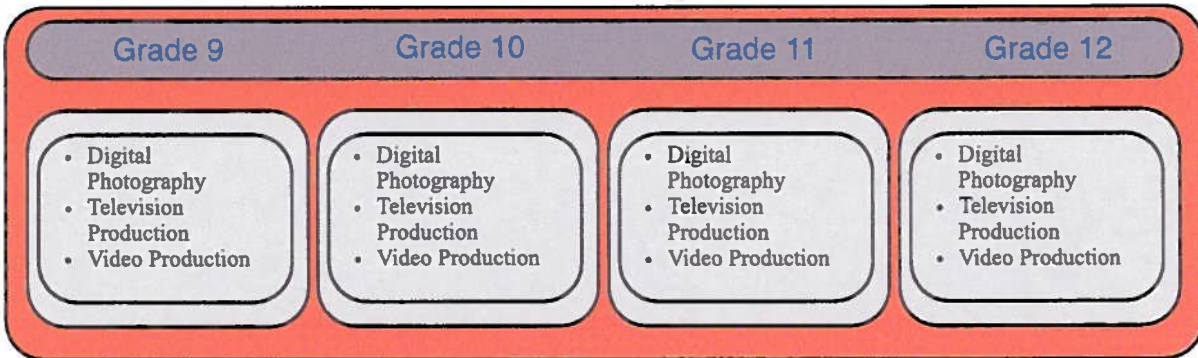 Grade 9 Grade 10 Grade 11 Grade 12
• Digital
Photography
• Television
Production
• Video Production
• Digital
Photography
• Television
Production
• Video Production
• Digital
Photography
• Television
Production
• Video Production
• Digital
Photography
• Television
Production
• Video Production